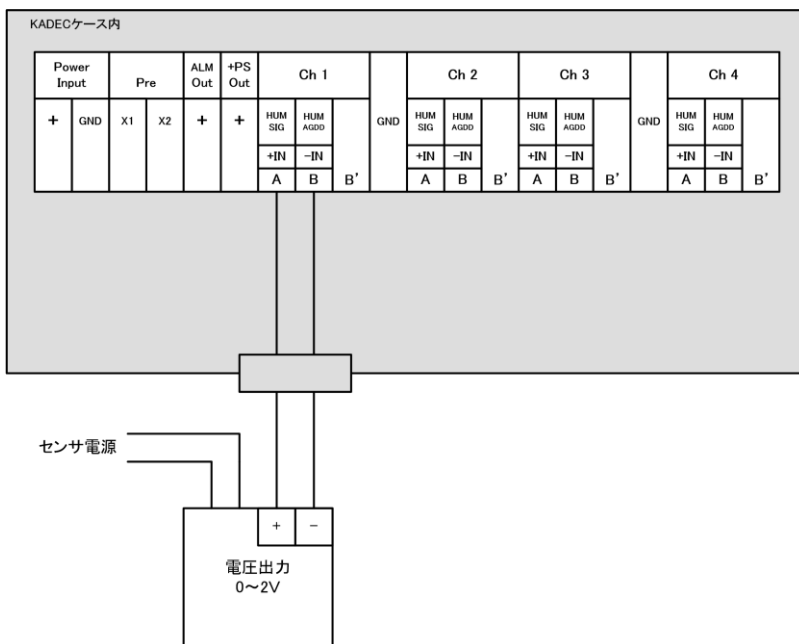 KADECケース内
Power Input
Pre
ALM Out
+PS Out
Ch 1
GND
Ch 2
Ch 3
GND
Ch 4
+
GND
X1
X2
+
+
HUM SIG
HUM AGDD
HUM SIG
HUM AGDD
HUM SIG
HUM AGDD
HUM SIG
HUM AGDD
+IN
-IN
+IN
-IN
+IN
-IN
+IN
-IN
A
B
B'
A
B
B'
A
B
B'
A
B
B'
センサ電源
+
-
電圧出力
0～2V